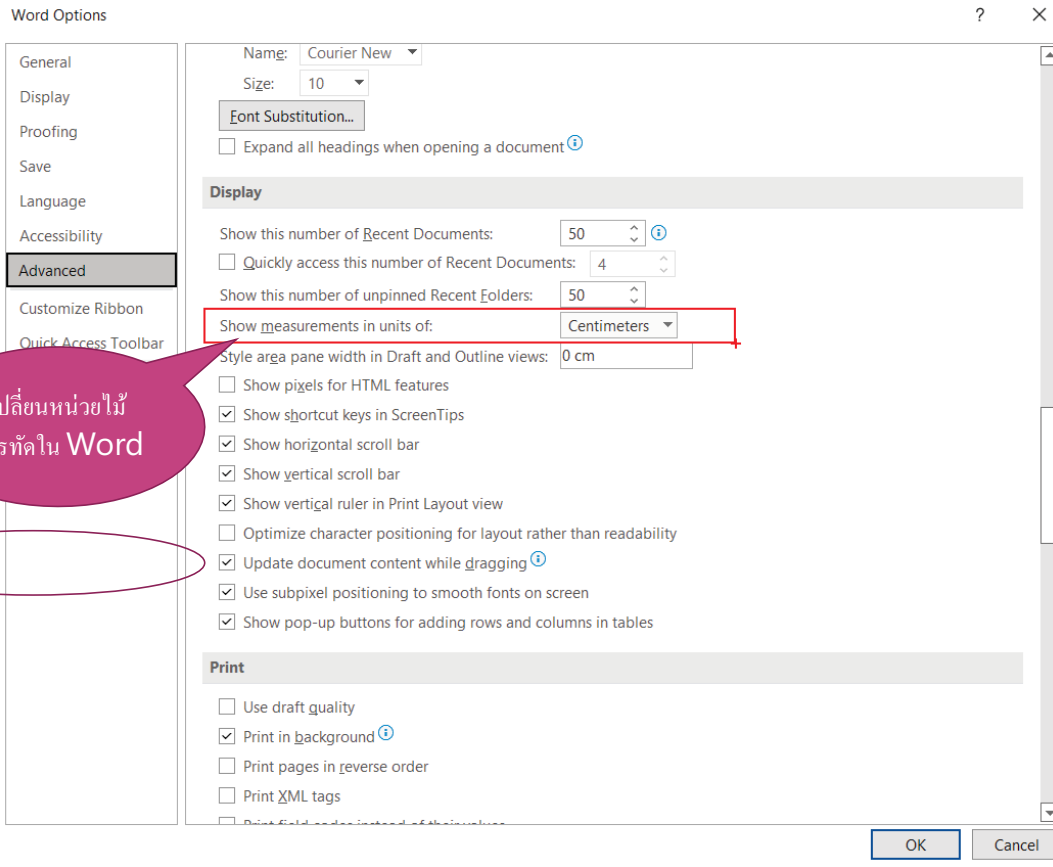 Word Options
General
Display
Proofing
Save
Language
Accessibility
Advanced
Customize Ribbon
Quick Access Toolbar
ปลี่ยนหน่วยไม้
รทัดใน Word
Name: Courier New
Size: 10
Font Substitution...
Expand all headings when opening a document
Display
Show this number of Recent Documents: 50
Quickly access this number of Recent Documents: 4
Show this number of unpinned Recent Folders: 50
Show measurements in units of: Centimeters
Style area pane width in Draft and Outline views: 0 cm
Show pixels for HTML features
Show shortcut keys in ScreenTips
Show horizontal scroll bar
Show vertical scroll bar
Show vertical ruler in Print Layout view
Optimize character positioning for layout rather than readability
Update document content while dragging
Use subpixel positioning to smooth fonts on screen
Show pop-up buttons for adding rows and columns in tables
Print
Use draft quality
Print in background
Print pages in reverse order
Print XML tags
Print field codes instead of their values
OK
Cancel